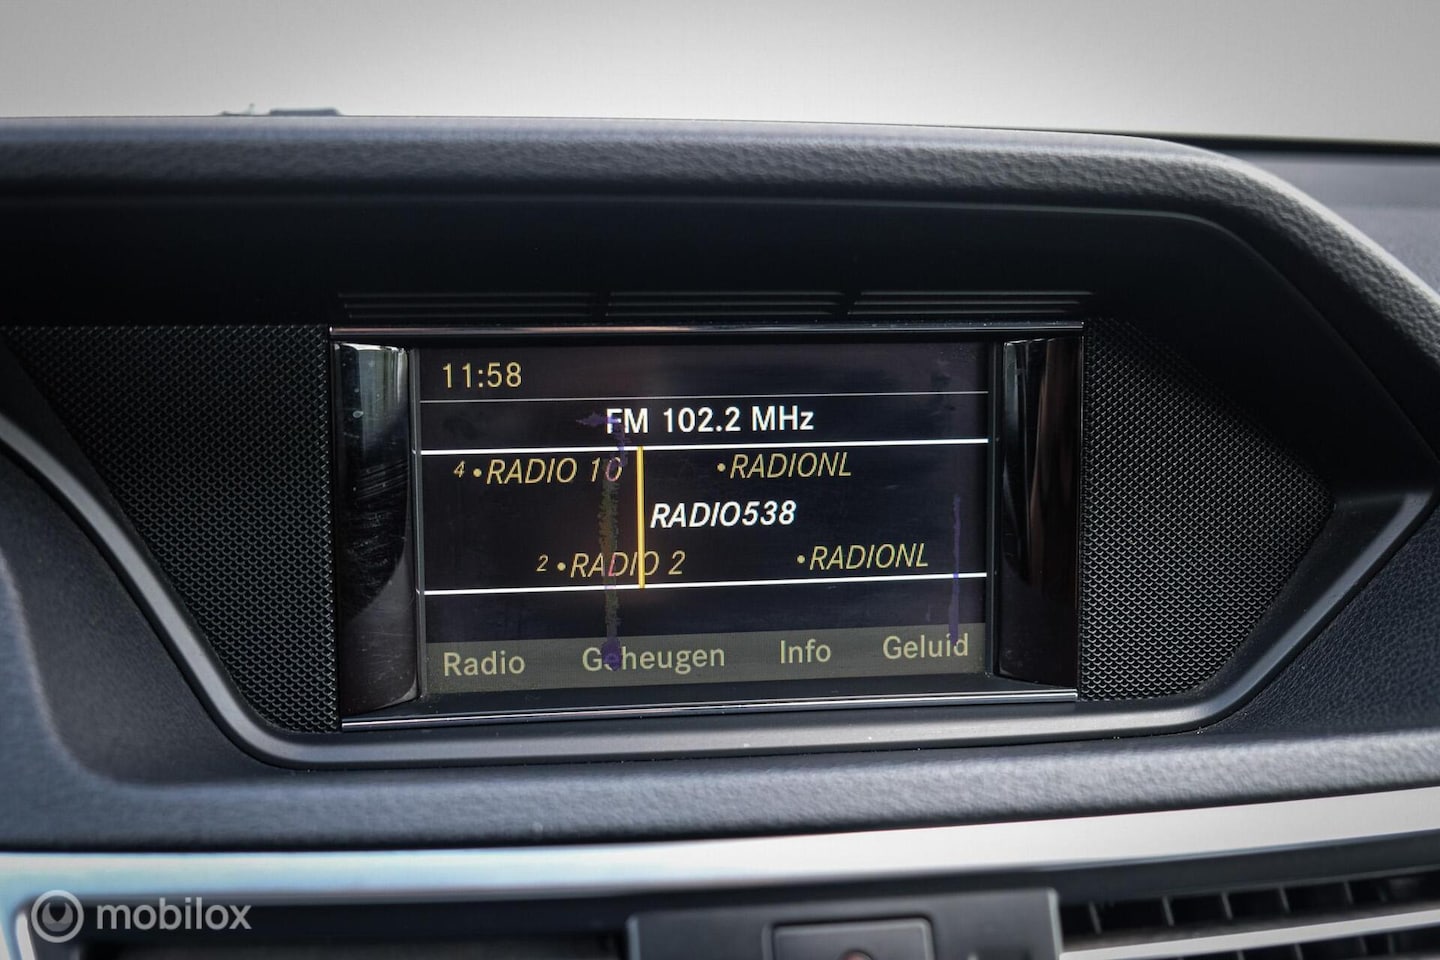 11:58
FM 102.2 MHz
4 •RADIO 10 •RADIONL
RADIO538
2 •RADIO 2 •RADIONL
Radio Geheugen Info Geluid
mobilox